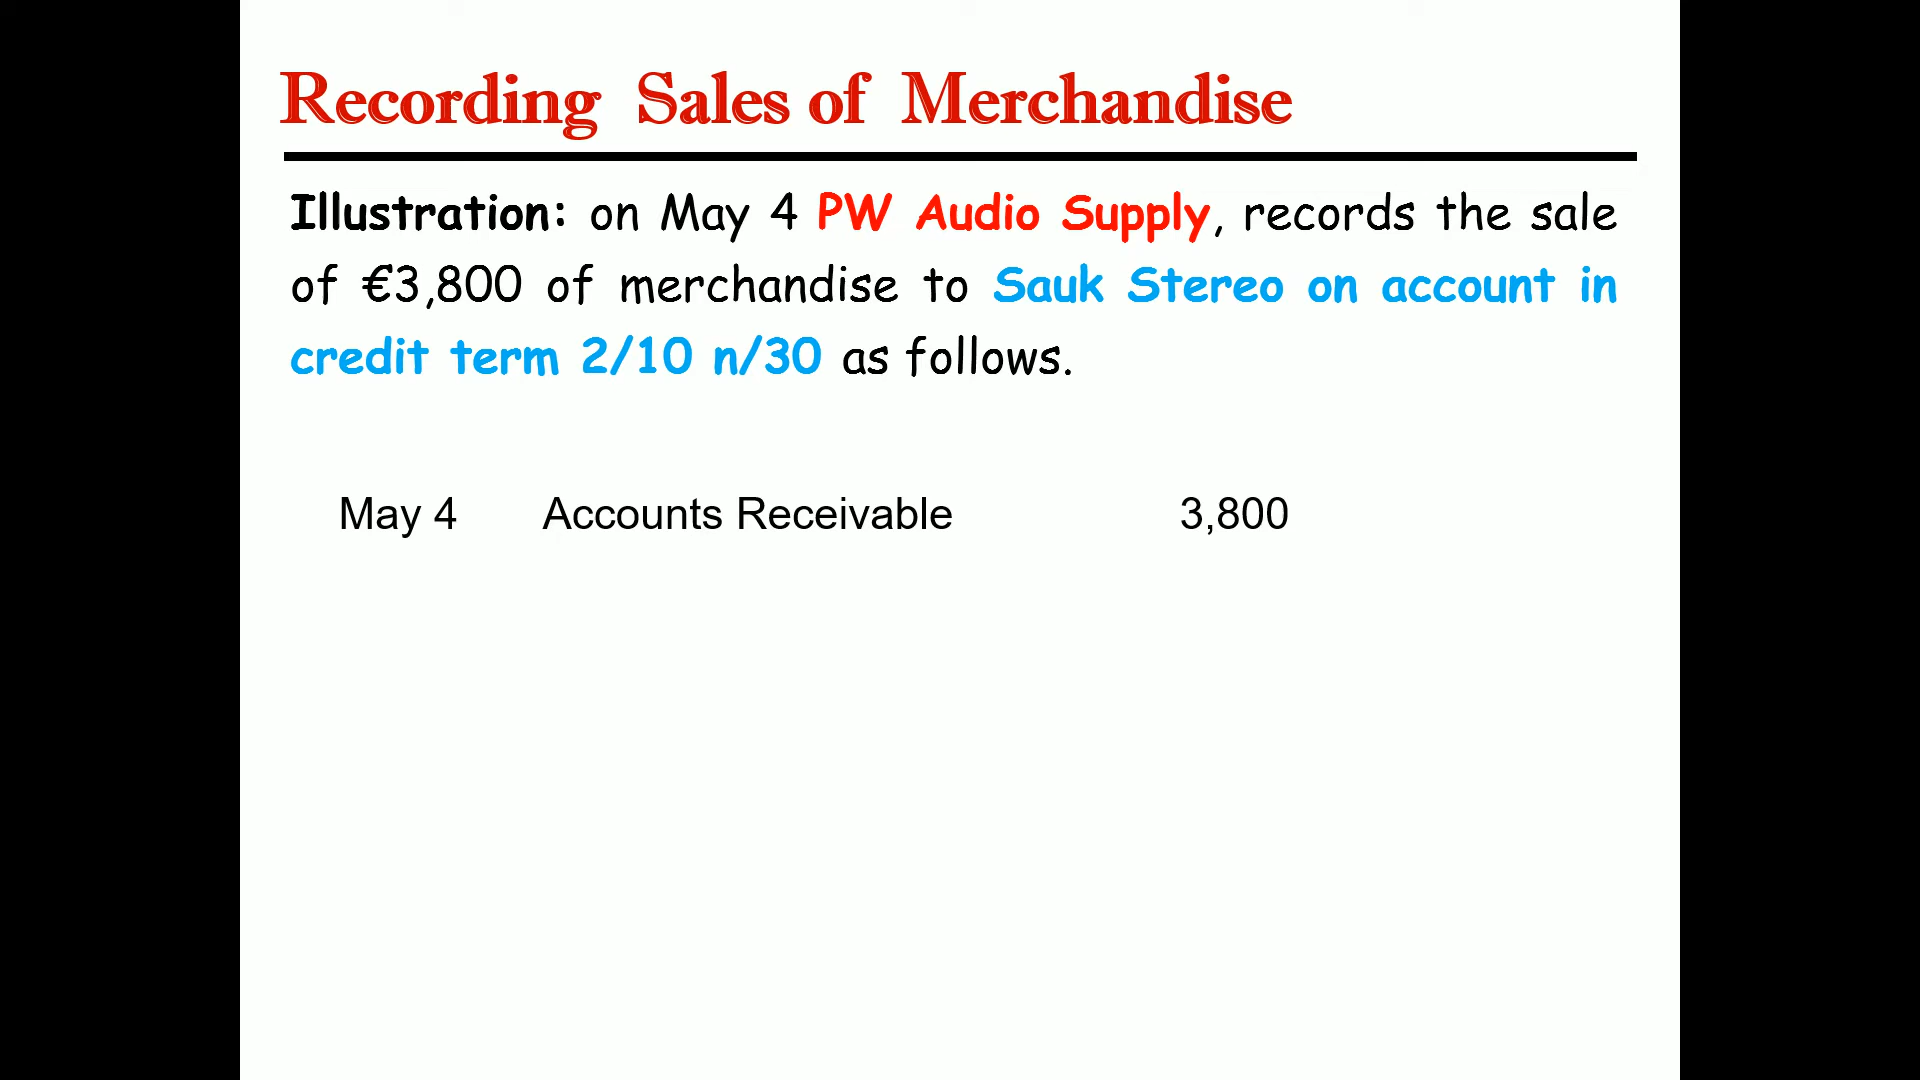 Recording Sales of Merchandise
Illustration: on May 4 PW Audio Supply, records the sale
of €3,800 of merchandise to Sauk Stereo on account in
credit term 2/10 n/30 as follows.
May 4 Accounts Receivable 3,800